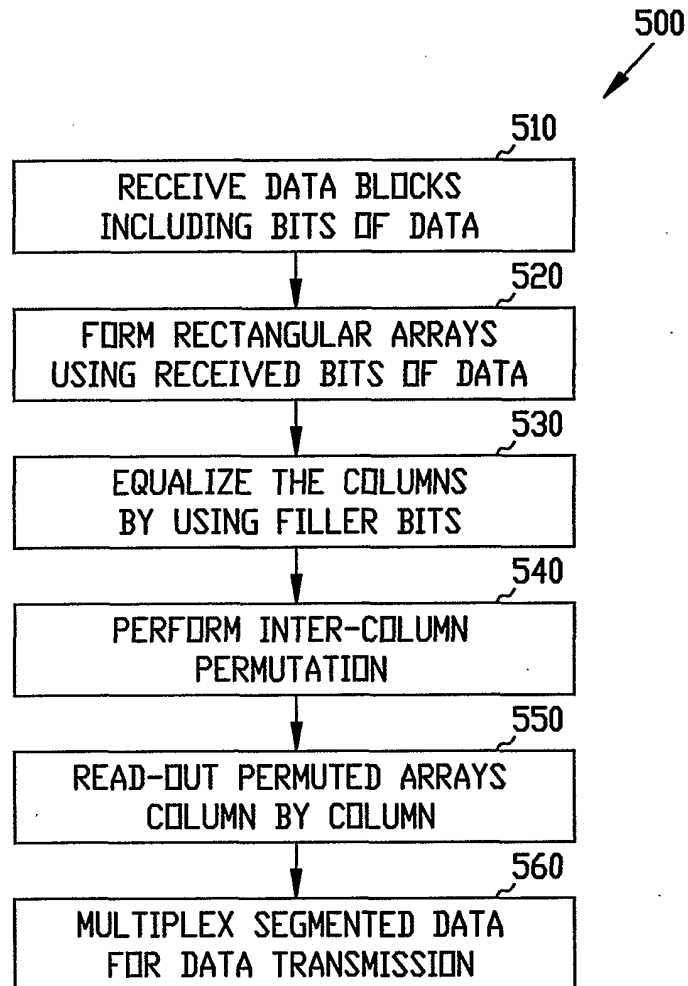 500
510
RECEIVE DATA BLOCKS
INCLUDING BITS OF DATA
520
FORM RECTANGULAR ARRAYS
USING RECEIVED BITS OF DATA
530
EQUALIZE THE COLUMNS
BY USING FILLER BITS
540
PERFORM INTER-COLUMN
PERMUTATION
550
READ-OUT PERMUTED ARRAYS
COLUMN BY COLUMN
560
MULTIPLEX SEGMENTED DATA
FOR DATA TRANSMISSION